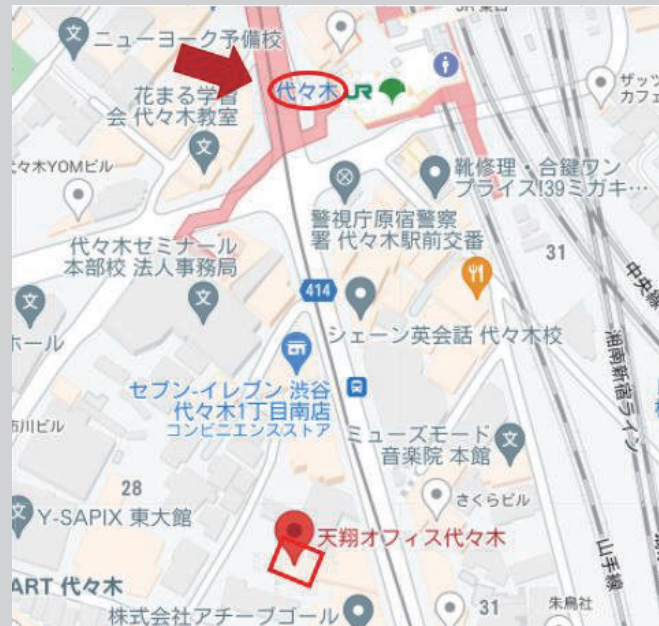 JR 東日
ニューヨーク予備校
代々木 JR
花まる学習
会 代々木教室
ザッツ
カフェ
代々木YOMビル
靴修理・合鍵ワン
プライス!39ミガキ…
警視庁原宿警察
署 代々木駅前交番
代々木ゼミナール
本部校 法人事務局
31
中央線
414
ホール
シェーン英会話 代々木校
湘南新宿ライン
セブン-イレブン 渋谷
代々木1丁目南店
コンビニエンスストア
市川ビル
ミューズモード
音楽院 本館
28
さくらビル
Y-SAPIX 東大館
天翔オフィス代々木
山手線
ART 代々木
株式会社アチーブゴール
31
朱鳥社